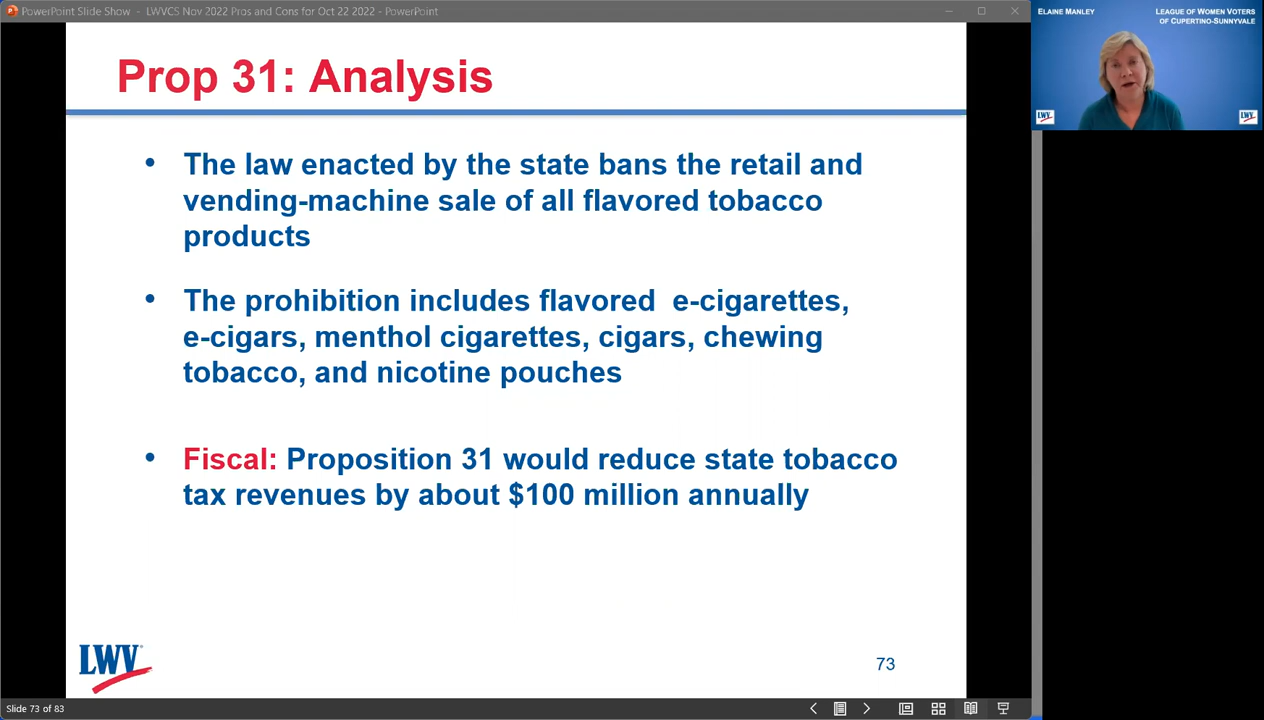 PowerPoint Slide Show - LWVCS Nov 2022 Pros and Cons for Oct 22 2022 - PowerPoint
ELAINE MANLEY
LEAGUE OF WOMEN VOTERS
OF CUPERTINO-SUNNYVALE
LWV
LWV
Prop 31: Analysis
• The law enacted by the state bans the retail and
vending-machine sale of all flavored tobacco
products
• The prohibition includes flavored e-cigarettes,
e-cigars, menthol cigarettes, cigars, chewing
tobacco, and nicotine pouches
• Fiscal: Proposition 31 would reduce state tobacco
tax revenues by about $100 million annually
LWV
73
Slide 73 of 83